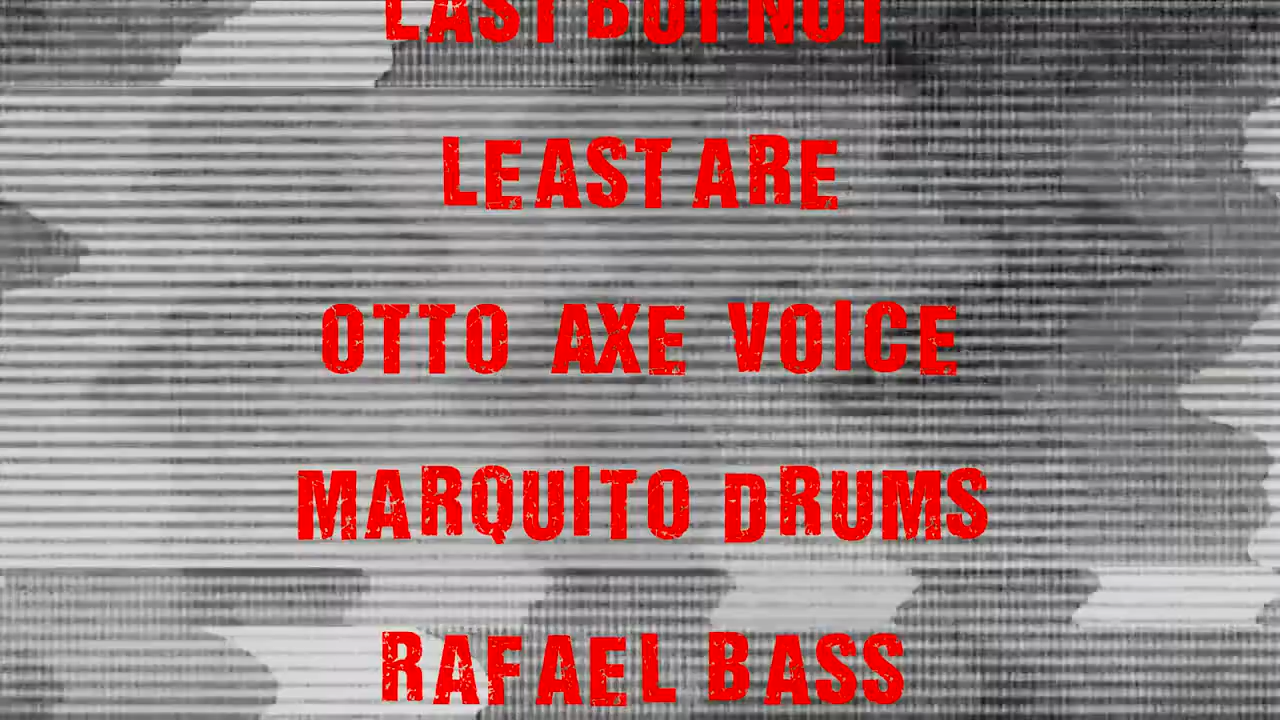 LAST BUT NOT
LEAST ARE
OTTO AXE VOICE
MARQUITO DRUMS
RAFAEL BASS